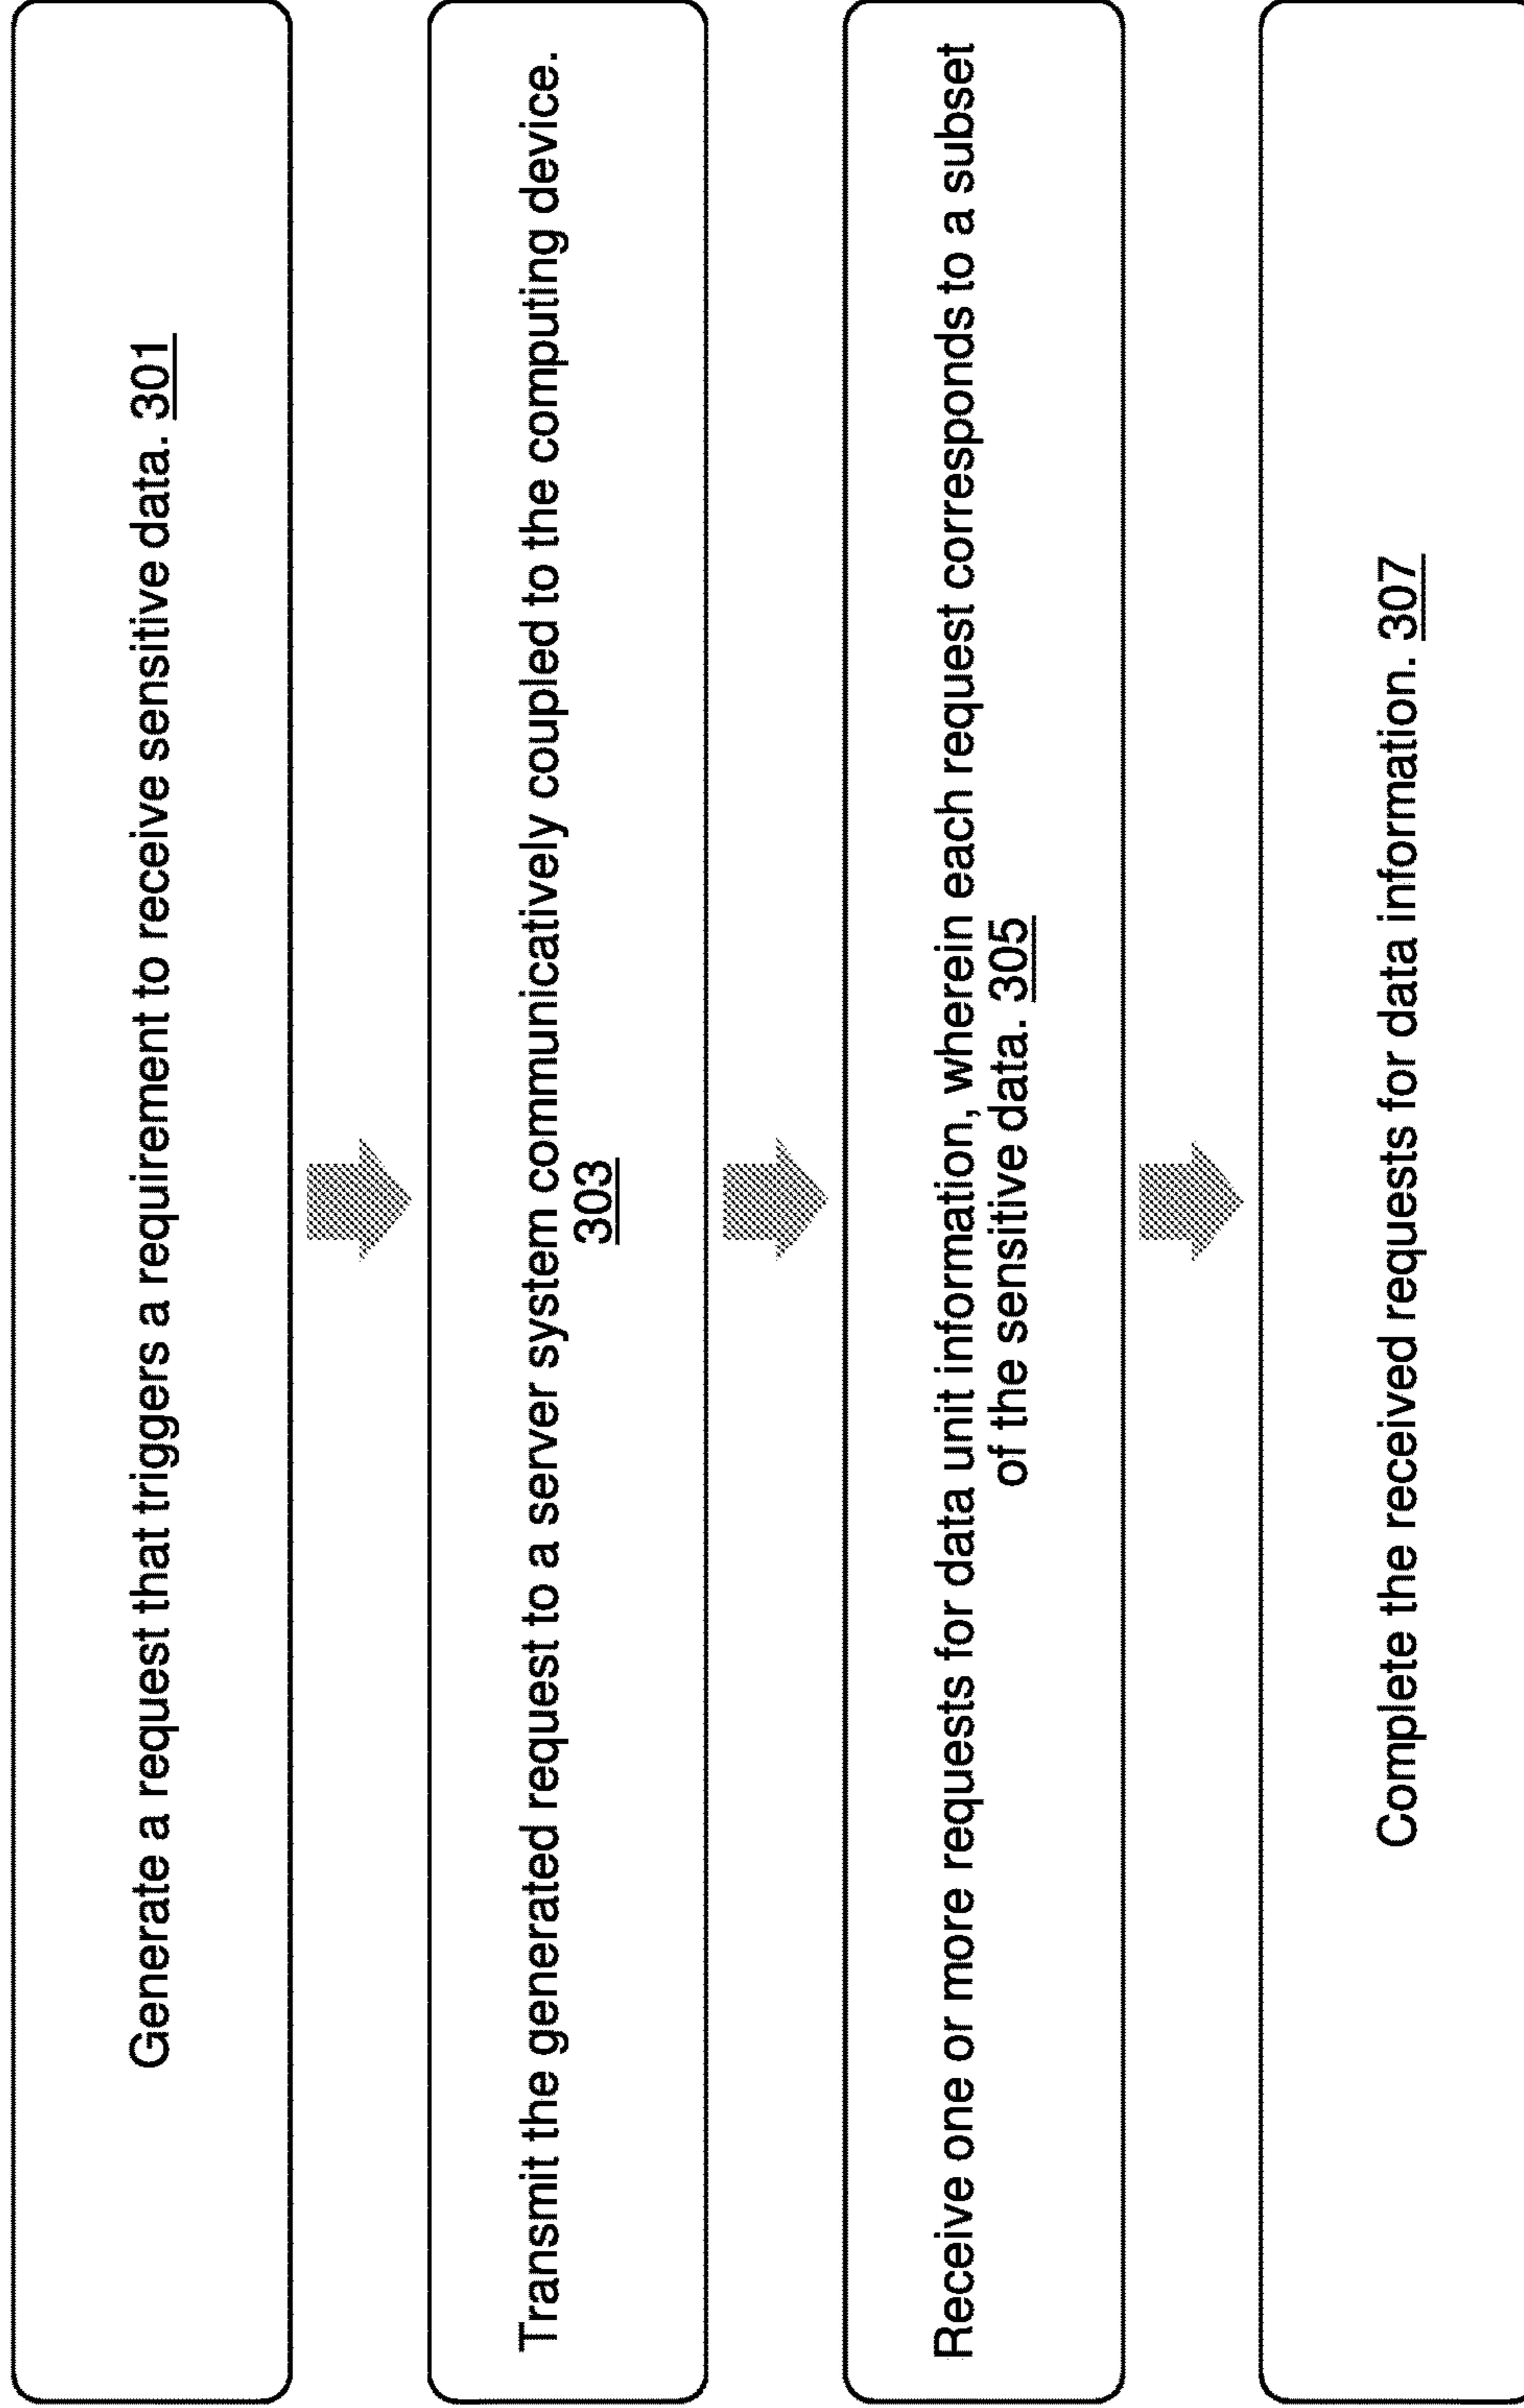 Generate a request that triggers a requirement to receive sensitive data. 301
Transmit the generated request to a server system communicatively coupled to the computing device.
303
Receive one or more requests for data unit information, wherein each request corresponds to a subset
of the sensitive data. 305
Complete the received requests for data information. 307